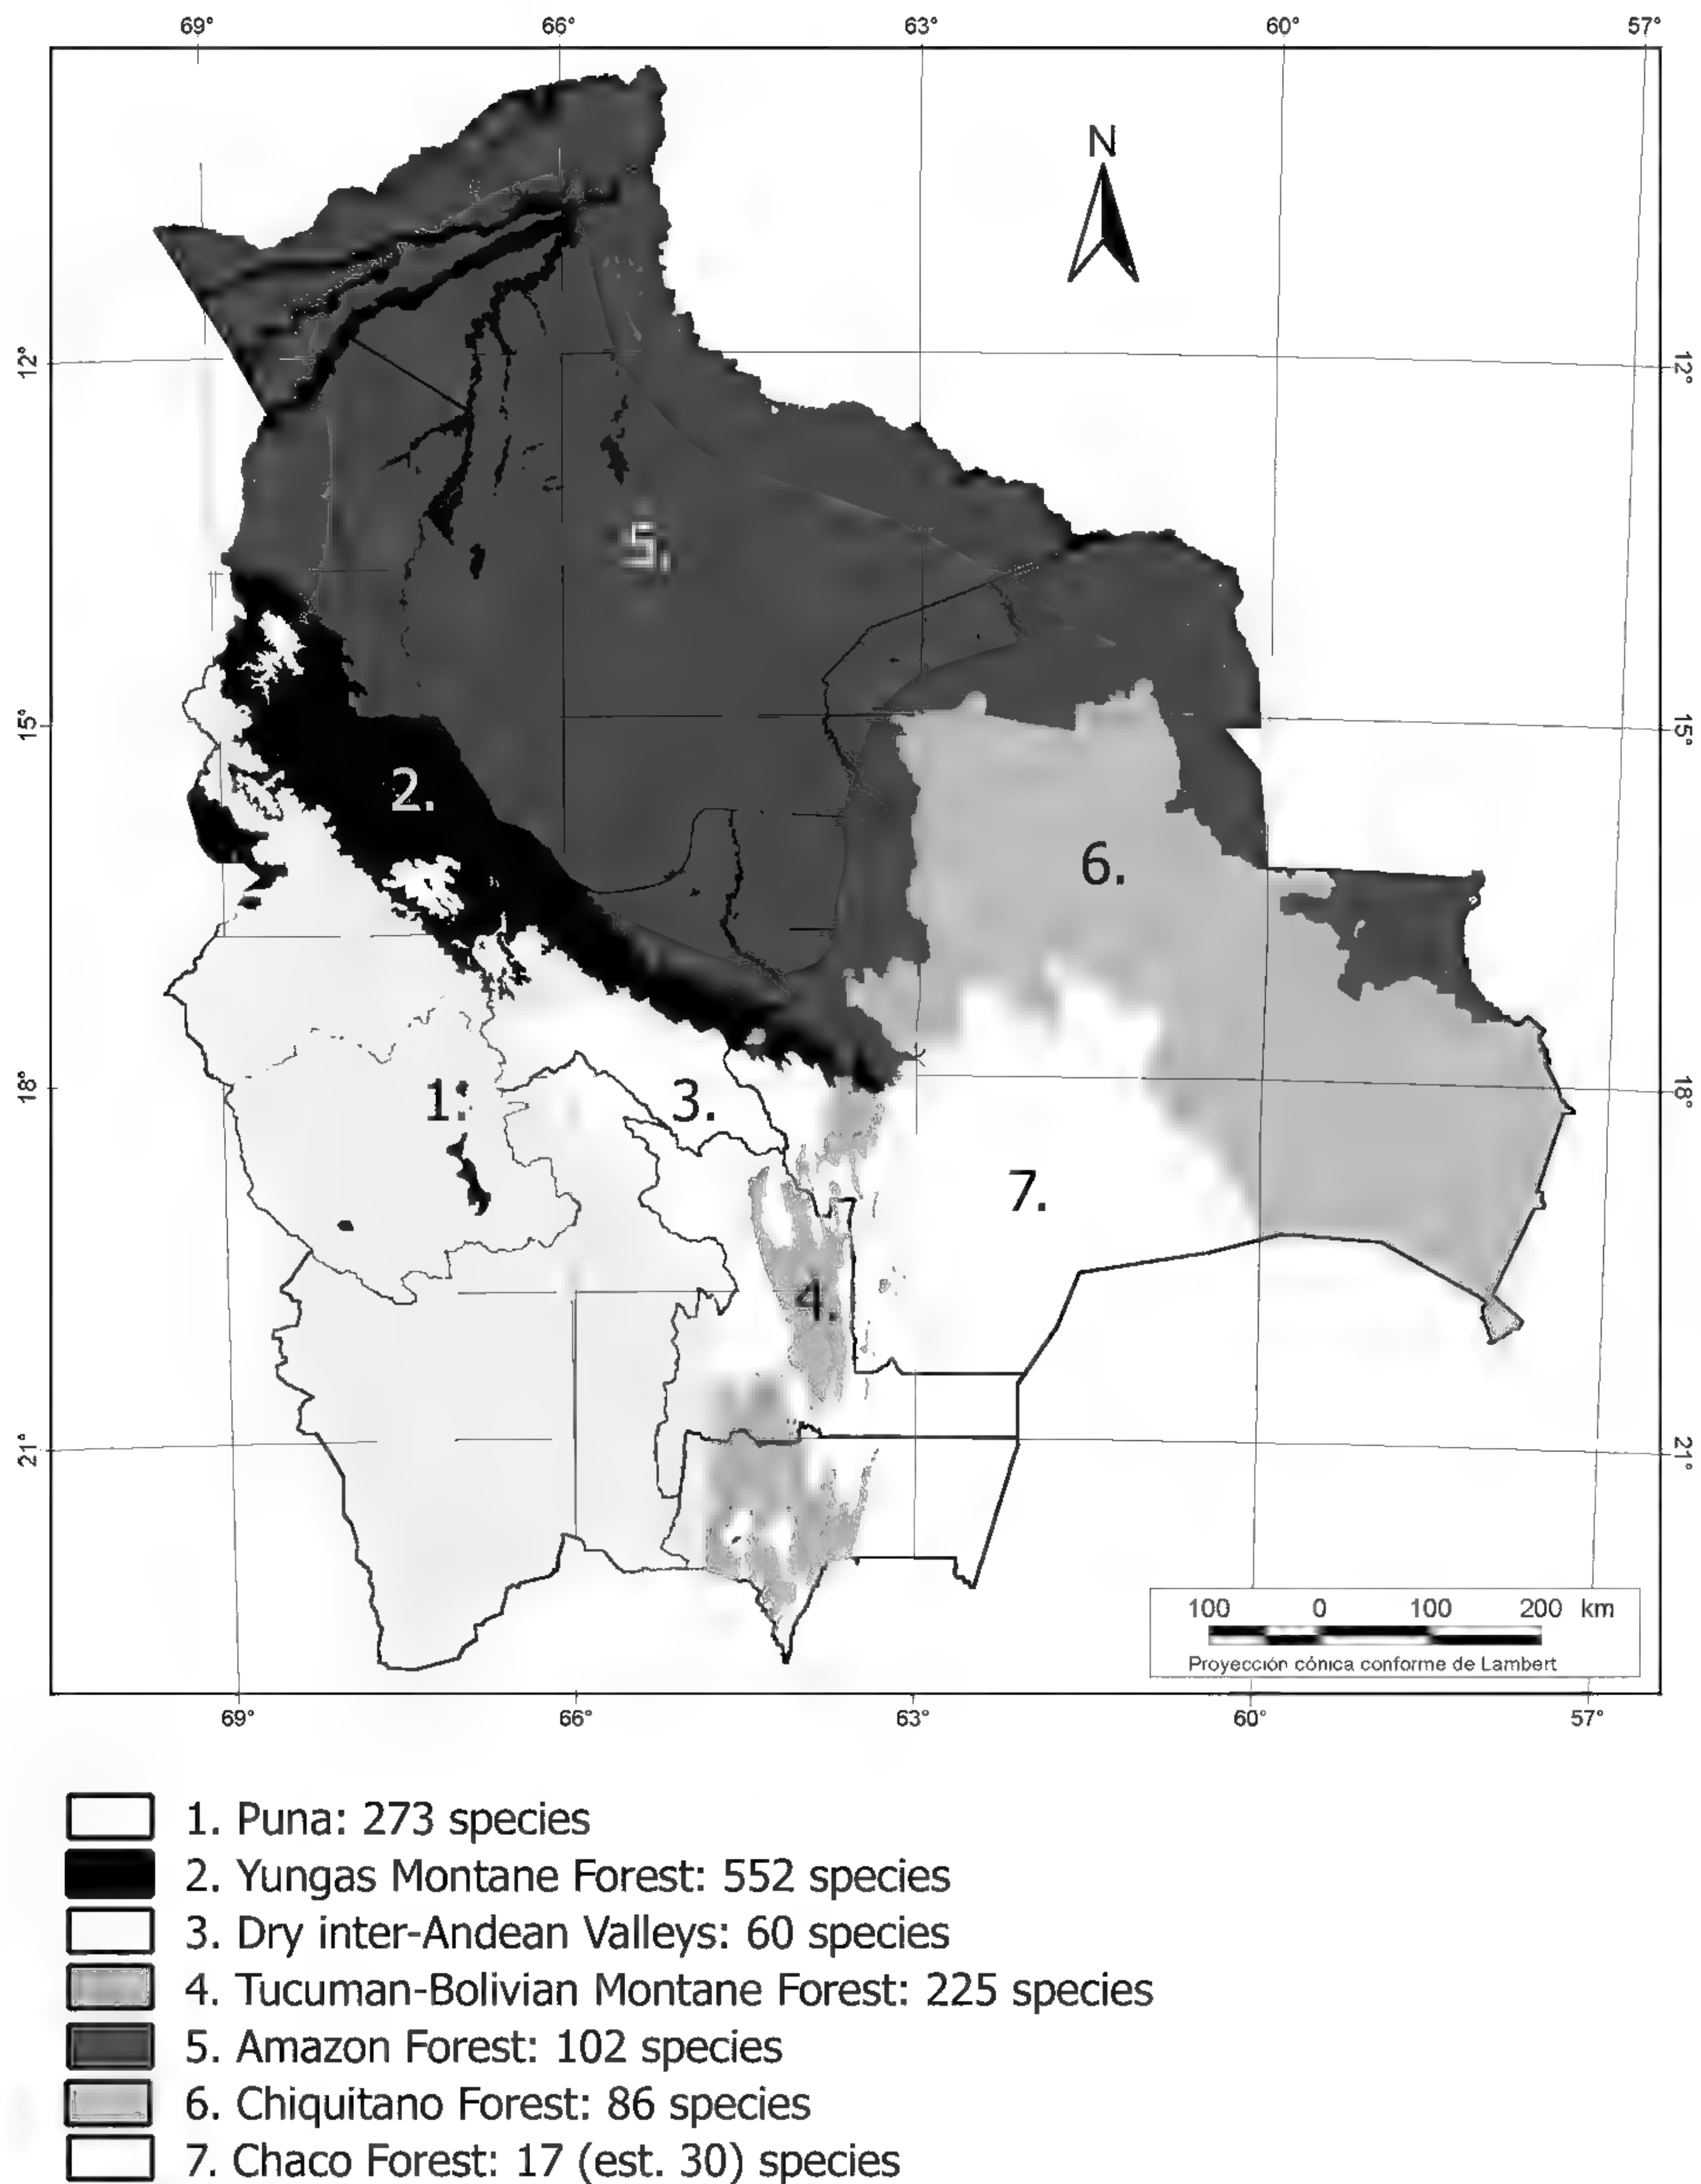 69° 66° 63° 60° 57°
N
12° 12°
5.
15° 15°
2.
6.
18° 1. 3. 18°
7.
4.
21° 21°
100 0 100 200 km
Proyección cónica conforme de Lambert
69° 66° 63° 60° 57°
1. Puna: 273 species
2. Yungas Montane Forest: 552 species
3. Dry inter-Andean Valleys: 60 species
4. Tucuman-Bolivian Montane Forest: 225 species
5. Amazon Forest: 102 species
6. Chiquitano Forest: 86 species
7. Chaco Forest: 17 (est. 30) species